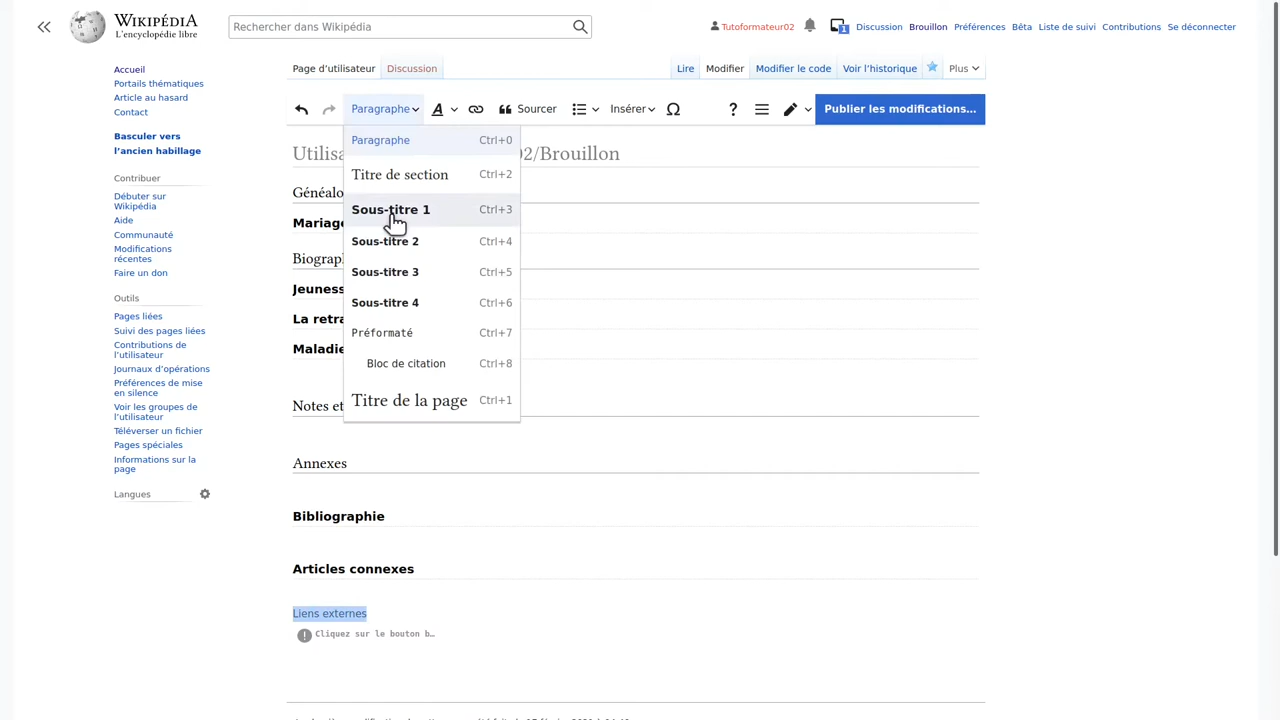 WIKIPÉDIA
L'encyclopédie libre
Rechercher dans Wikipédia
Tutoformateur02
1
Discussion
Brouillon
Préférences
Bêta
Liste de suivi
Contributions
Se déconnecter
Accueil
Portails thématiques
Article au hasard
Contact
Basculer vers
l'ancien habillage
Contribuer
Débuter sur
Wikipédia
Aide
Communauté
Modifications
récentes
Faire un don
Outils
Pages liées
Suivi des pages liées
Contributions de
l'utilisateur
Journaux d'opérations
Préférences de mise
en silence
Voir les groupes de
l'utilisateur
Téléverser un fichier
Pages spéciales
Informations sur la
page
Langues
Page d'utilisateur
Discussion
Lire
Modifier
Modifier le code
Voir l'historique
Plus
Paragraphe
A
Sourcer
Insérer
Ω
?
Publier les modifications…
Paragraphe Ctrl+0
Titre de section Ctrl+2
Sous-titre 1 Ctrl+3
Sous-titre 2 Ctrl+4
Sous-titre 3 Ctrl+5
Sous-titre 4 Ctrl+6
Préformaté Ctrl+7
Bloc de citation Ctrl+8
Titre de la page Ctrl+1
Utilisa 02/Brouillon
Généalo
Mariage
Biograp
Jeuness
La retra
Maladie
Notes et
Annexes
Bibliographie
Articles connexes
Liens externes
Cliquez sur le bouton b…